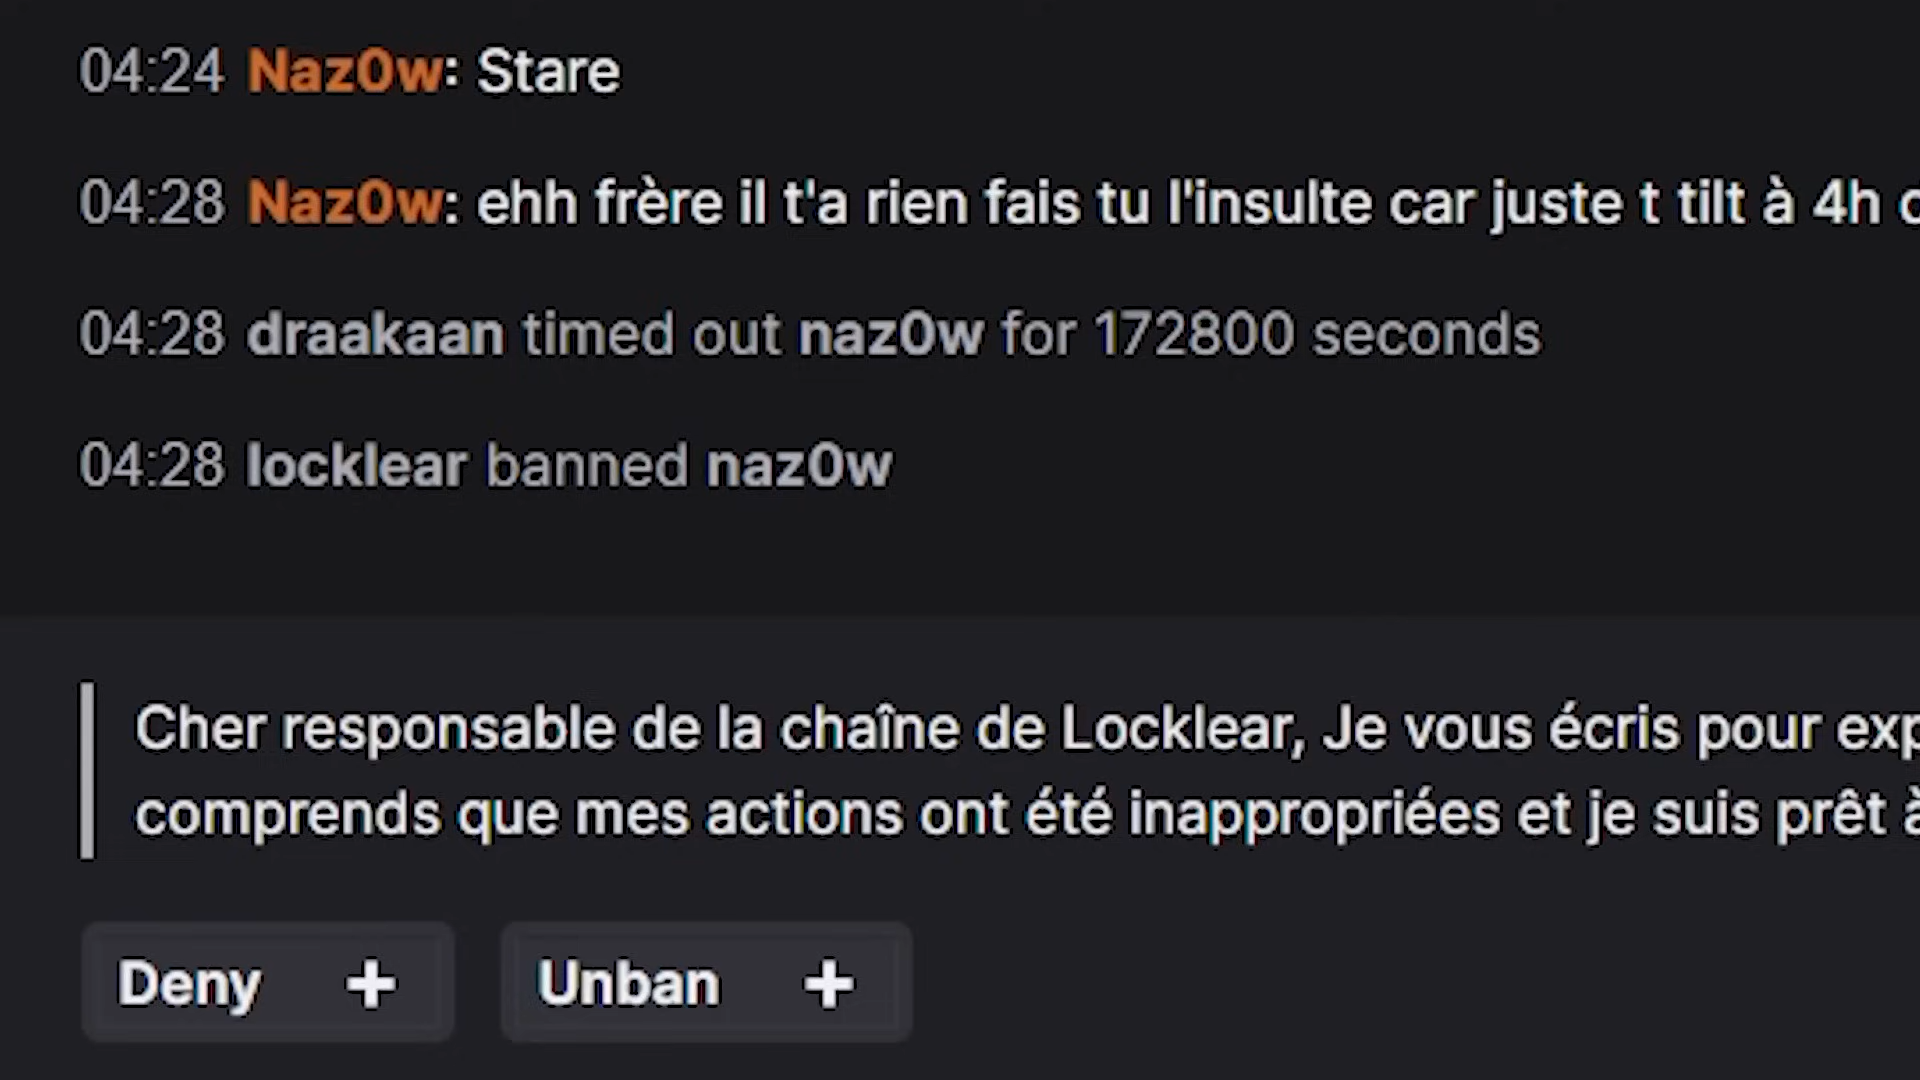 04:24 Naz0w: Stare
04:28 Naz0w: ehh frère il t'a rien fais tu l'insulte car juste t tilt à 4h
04:28 draakaan timed out naz0w for 172800 seconds
04:28 locklear banned naz0w
Cher responsable de la chaîne de Locklear, Je vous écris pour
comprends que mes actions ont été inappropriées et je suis prêt à
Deny + Unban +